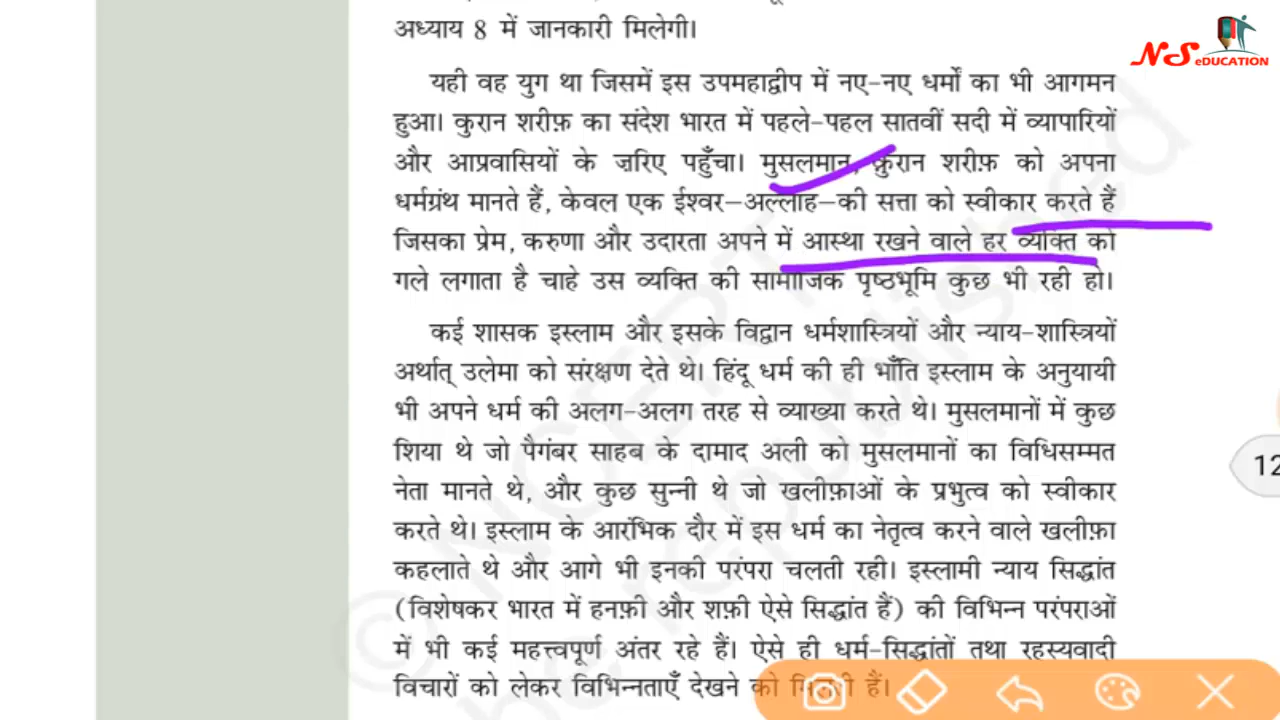 अध्याय 8 में जानकारी मिलेगी।
NS eDUCATION
यही वह युग था जिसमें इस उपमहाद्वीप में नए-नए धर्मों का भी आगमन
हुआ। कुरान शरीफ़ का संदेश भारत में पहले-पहल सातवीं सदी में व्यापारियों
और आप्रवासियों के ज़रिए पहुँचा। मुसलमान, क़ुरान शरीफ़ को अपना
धर्मग्रंथ मानते हैं, केवल एक ईश्वर–अल्लाह–की सत्ता को स्वीकार करते हैं
जिसका प्रेम, करुणा और उदारता अपने में आस्था रखने वाले हर व्यक्ति को
गले लगाता है चाहे उस व्यक्ति की सामाजिक पृष्ठभूमि कुछ भी रही हो।
कई शासक इस्लाम और इसके विद्वान धर्मशास्त्रियों और न्याय-शास्त्रियों
अर्थात् उलेमा को संरक्षण देते थे। हिंदू धर्म की ही भाँति इस्लाम के अनुयायी
भी अपने धर्म की अलग-अलग तरह से व्याख्या करते थे। मुसलमानों में कुछ
शिया थे जो पैगंबर साहब के दामाद अली को मुसलमानों का विधिसम्मत
नेता मानते थे, और कुछ सुन्नी थे जो खलीफ़ाओं के प्रभुत्व को स्वीकार
करते थे। इस्लाम के आरंभिक दौर में इस धर्म का नेतृत्व करने वाले खलीफ़ा
कहलाते थे और आगे भी इनकी परंपरा चलती रही। इस्लामी न्याय सिद्धांत
(विशेषकर भारत में हनफ़ी और शफ़ी ऐसे सिद्धांत हैं) की विभिन्न परंपराओं
में भी कई महत्त्वपूर्ण अंतर रहे हैं। ऐसे ही धर्म-सिद्धांतों तथा रहस्यवादी
विचारों को लेकर विभिन्नताएँ देखने को मिलती हैं।
12
© NCERT
be republished